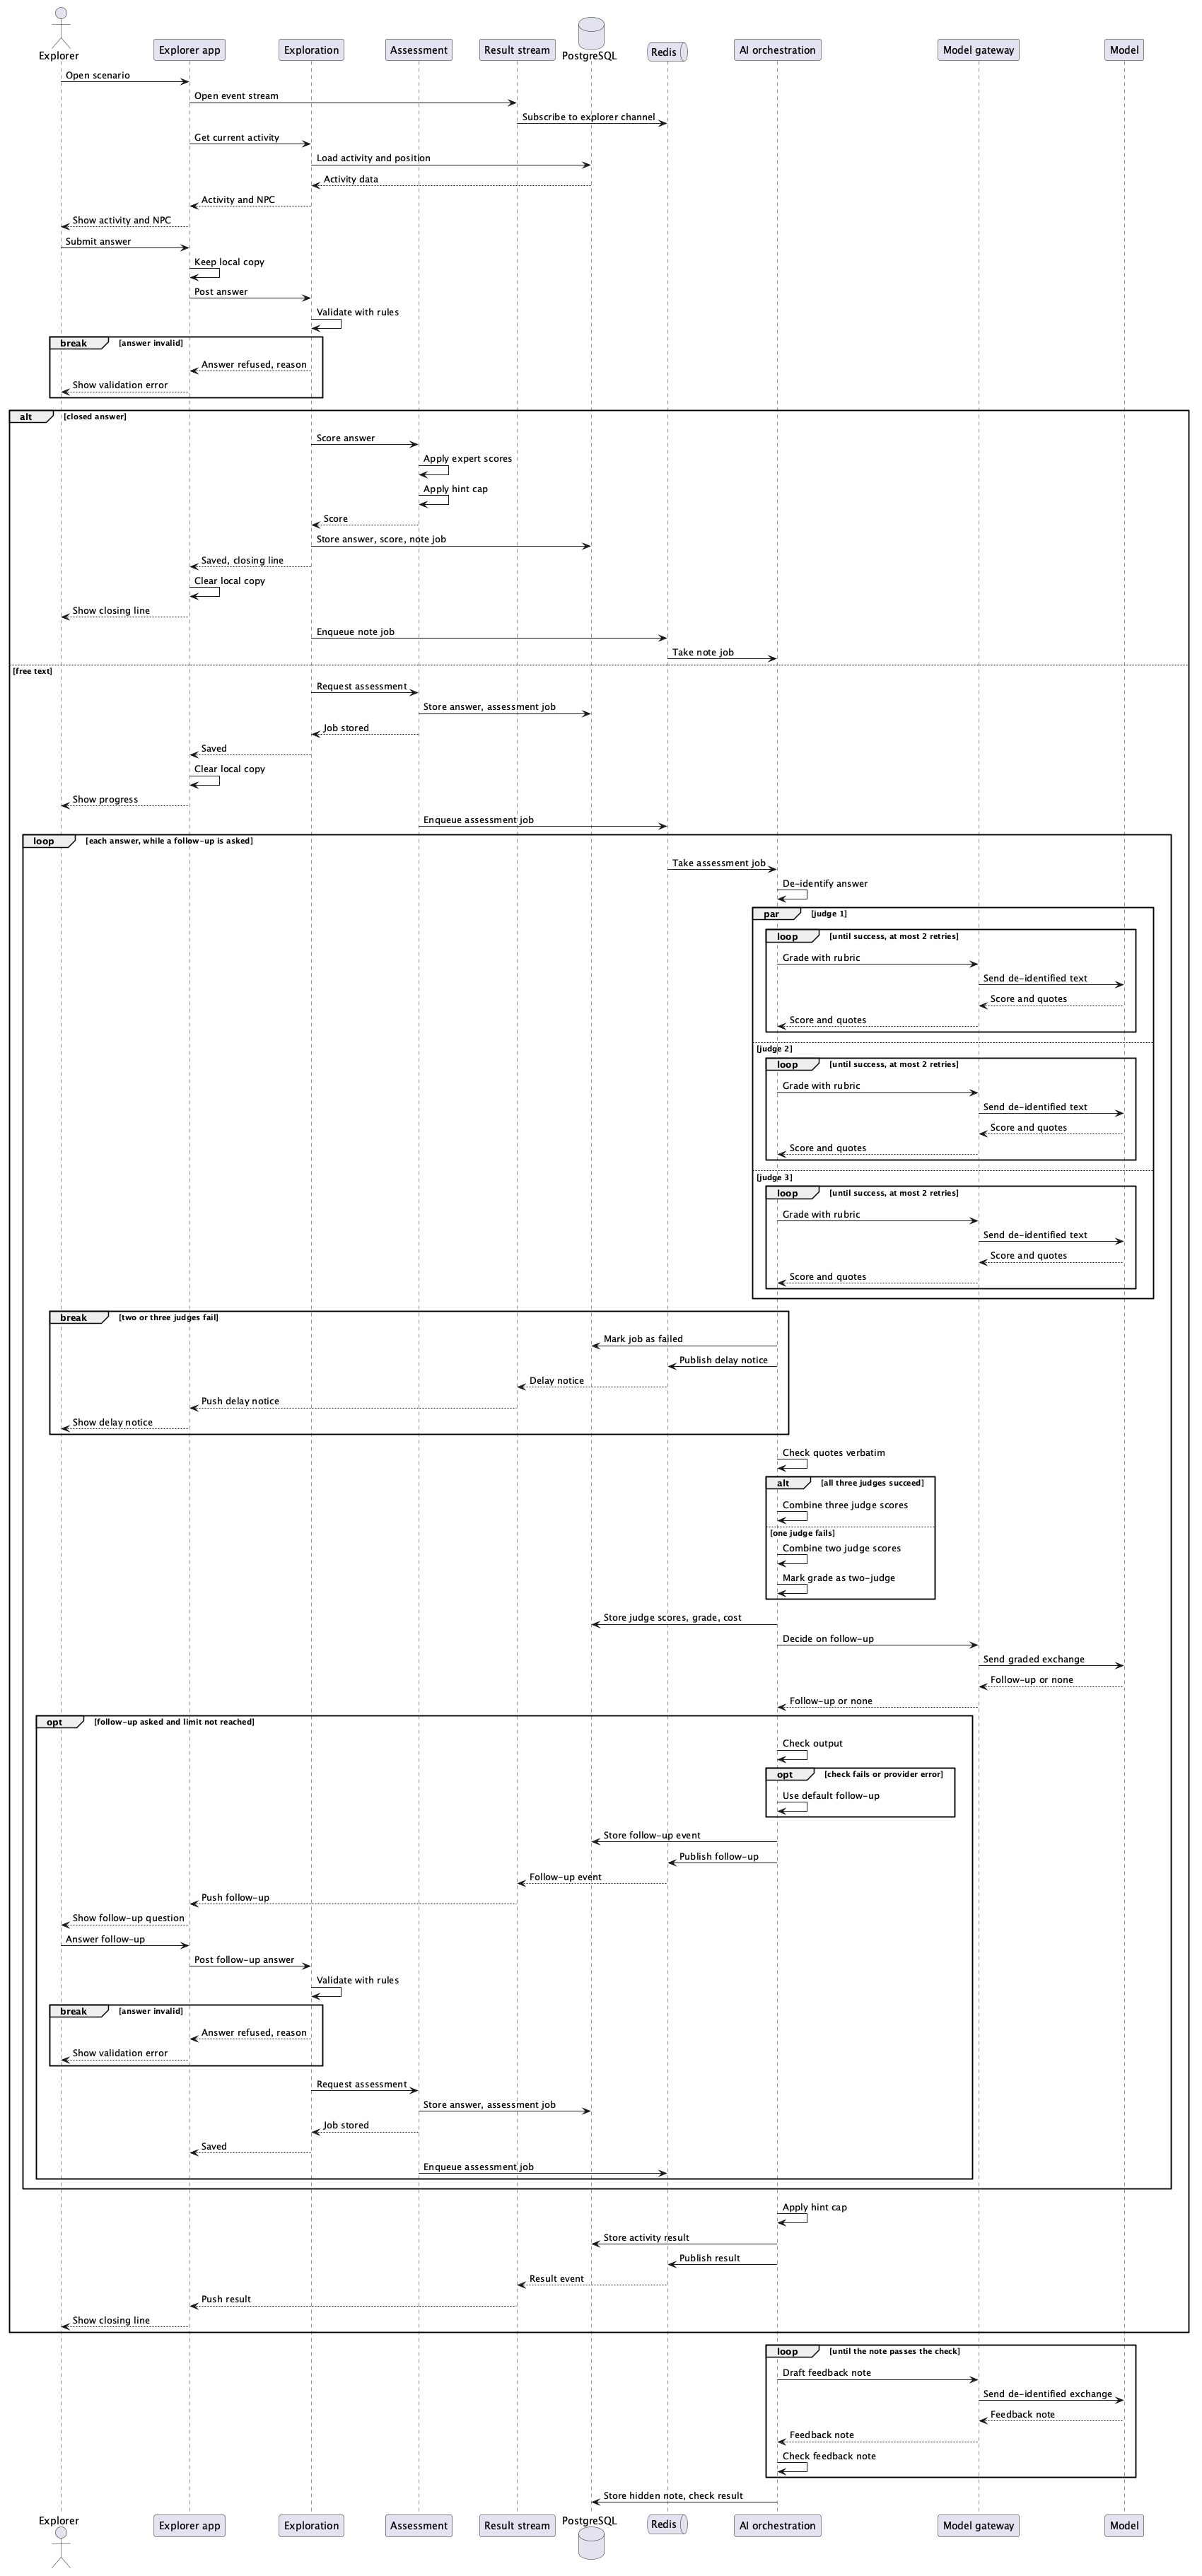 Explorer
Explorer app
Exploration
Assessment
Result stream
PostgreSQL
Redis
AI orchestration
Model gateway
Model
Open scenario
Open event stream
Subscribe to explorer channel
Get current activity
Load activity and position
Activity data
Activity and NPC
Show activity and NPC
Submit answer
Keep local copy
Post answer
Validate with rules
break [answer invalid]
Answer refused, reason
Show validation error
alt [closed answer]
Score answer
Apply expert scores
Apply hint cap
Score
Store answer, score, note job
Saved, closing line
Clear local copy
Show closing line
Enqueue note job
Take note job
[free text]
Request assessment
Store answer, assessment job
Job stored
Saved
Clear local copy
Show progress
Enqueue assessment job
loop [each answer, while a follow-up is asked]
Take assessment job
De-identify answer
par [judge 1]
loop [until success, at most 2 retries]
Grade with rubric
Send de-identified text
Score and quotes
Score and quotes
[judge 2]
loop [until success, at most 2 retries]
Grade with rubric
Send de-identified text
Score and quotes
Score and quotes
[judge 3]
loop [until success, at most 2 retries]
Grade with rubric
Send de-identified text
Score and quotes
Score and quotes
break [two or three judges fail]
Mark job as failed
Publish delay notice
Delay notice
Push delay notice
Show delay notice
Check quotes verbatim
alt [all three judges succeed]
Combine three judge scores
[one judge fails]
Combine two judge scores
Mark grade as two-judge
Store judge scores, grade, cost
Decide on follow-up
Send graded exchange
Follow-up or none
Follow-up or none
opt [follow-up asked and limit not reached]
Check output
opt [check fails or provider error]
Use default follow-up
Store follow-up event
Publish follow-up
Follow-up event
Push follow-up
Show follow-up question
Answer follow-up
Post follow-up answer
Validate with rules
break [answer invalid]
Answer refused, reason
Show validation error
Request assessment
Store answer, assessment job
Job stored
Saved
Enqueue assessment job
Apply hint cap
Store activity result
Publish result
Result event
Push result
Show closing line
loop [until the note passes the check]
Draft feedback note
Send de-identified exchange
Feedback note
Feedback note
Check feedback note
Store hidden note, check result
Explorer
Explorer app
Exploration
Assessment
Result stream
PostgreSQL
Redis
AI orchestration
Model gateway
Model